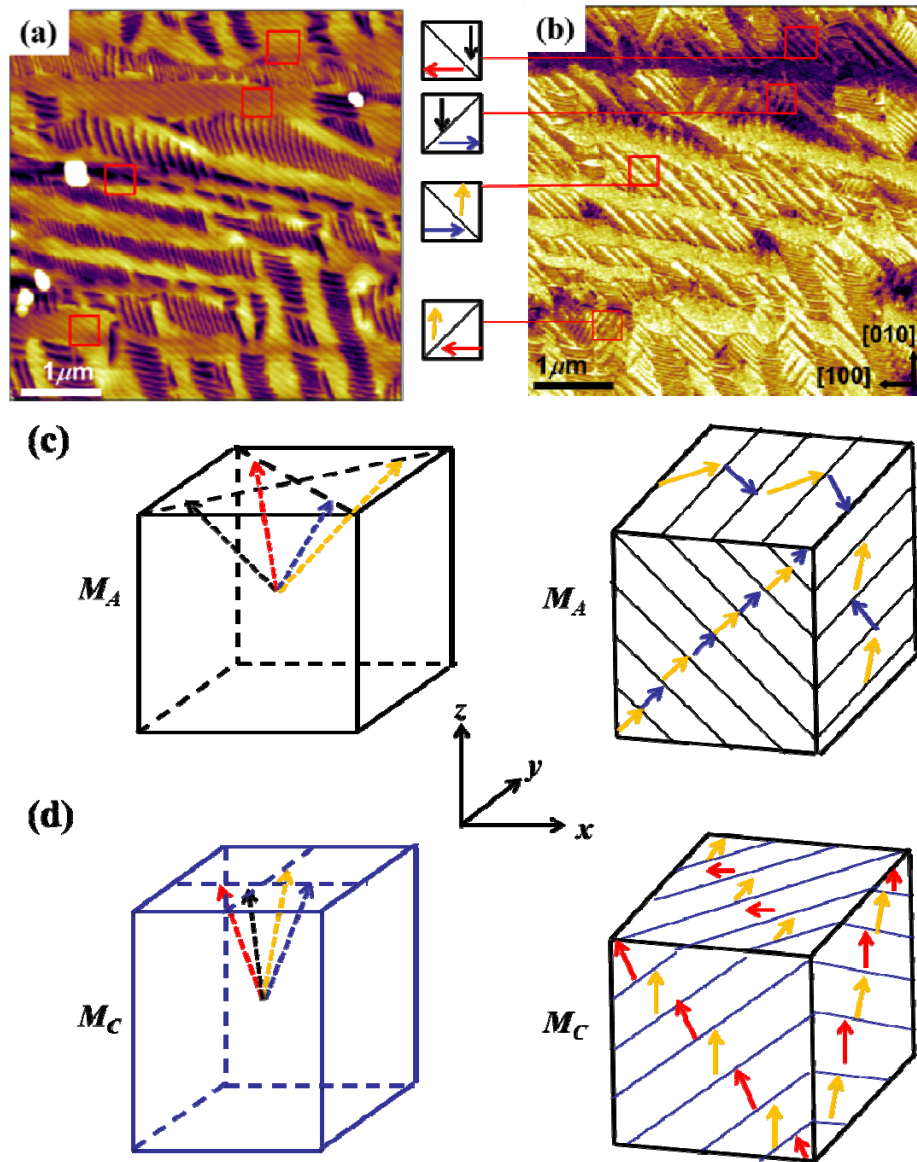 (a)
(b)
1μm
1μm
[010]
[100]
(c)
M_A
M_A
z
y
x
(d)
M_C
M_C